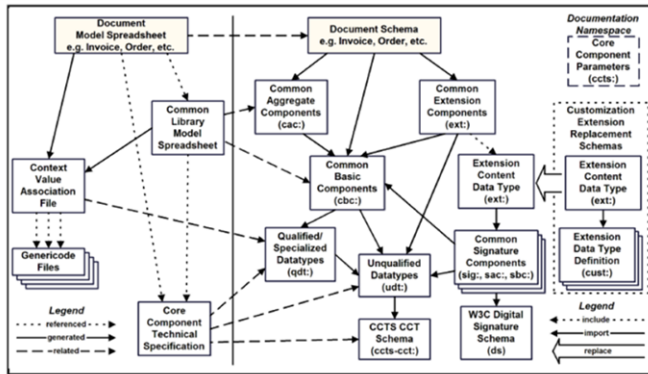 Document
Model Spreadsheet
e.g. Invoice, Order, etc.
Document Schema
e.g. Invoice, Order, etc.
Documentation
Namespace
Core
Component
Parameters
(ccts:)
Common
Aggregate
Components
(cac:)
Common
Extension
Components
(ext:)
Common
Library
Model
Spreadsheet
Customization
Extension
Replacement
Schemas
Context
Value
Association
File
Common
Basic
Components
(cbc:)
Extension
Content
Data Type
(ext:)
Extension
Content
Data Type
(ext:)
Genericode
Files
Qualified/
Specialized
Datatypes
(qdt:)
Unqualified
Datatypes
(udt:)
Common
Signature
Components
(sig:, sac:, sbc:)
Extension
Data Type
Definition
(cust:)
Legend
referenced
generated
related
Core
Component
Technical
Specification
CCTS CCT
Schema
(ccts-cct:)
W3C Digital
Signature
Schema
(ds)
Legend
include
import
replace